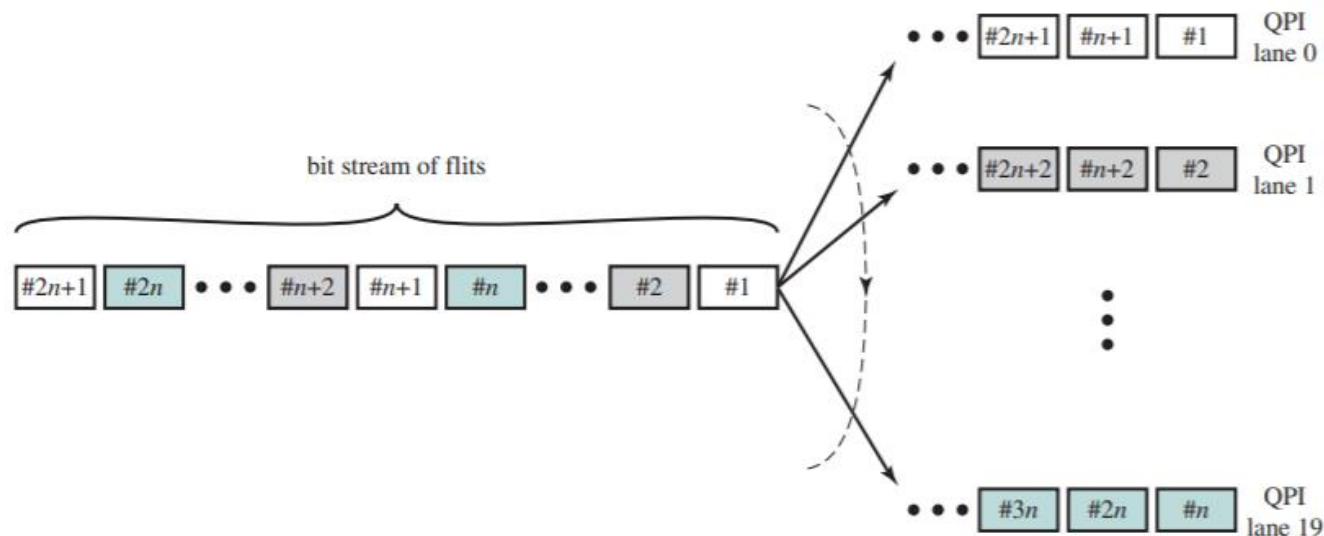 #2n+1 #n+1 #1
QPI
lane 0
bit stream of flits
#2n+2 #n+2 #2
QPI
lane 1
#2n+1 #2n #n+2 #n+1 #n #2 #1
#3n #2n #n
QPI
lane 19